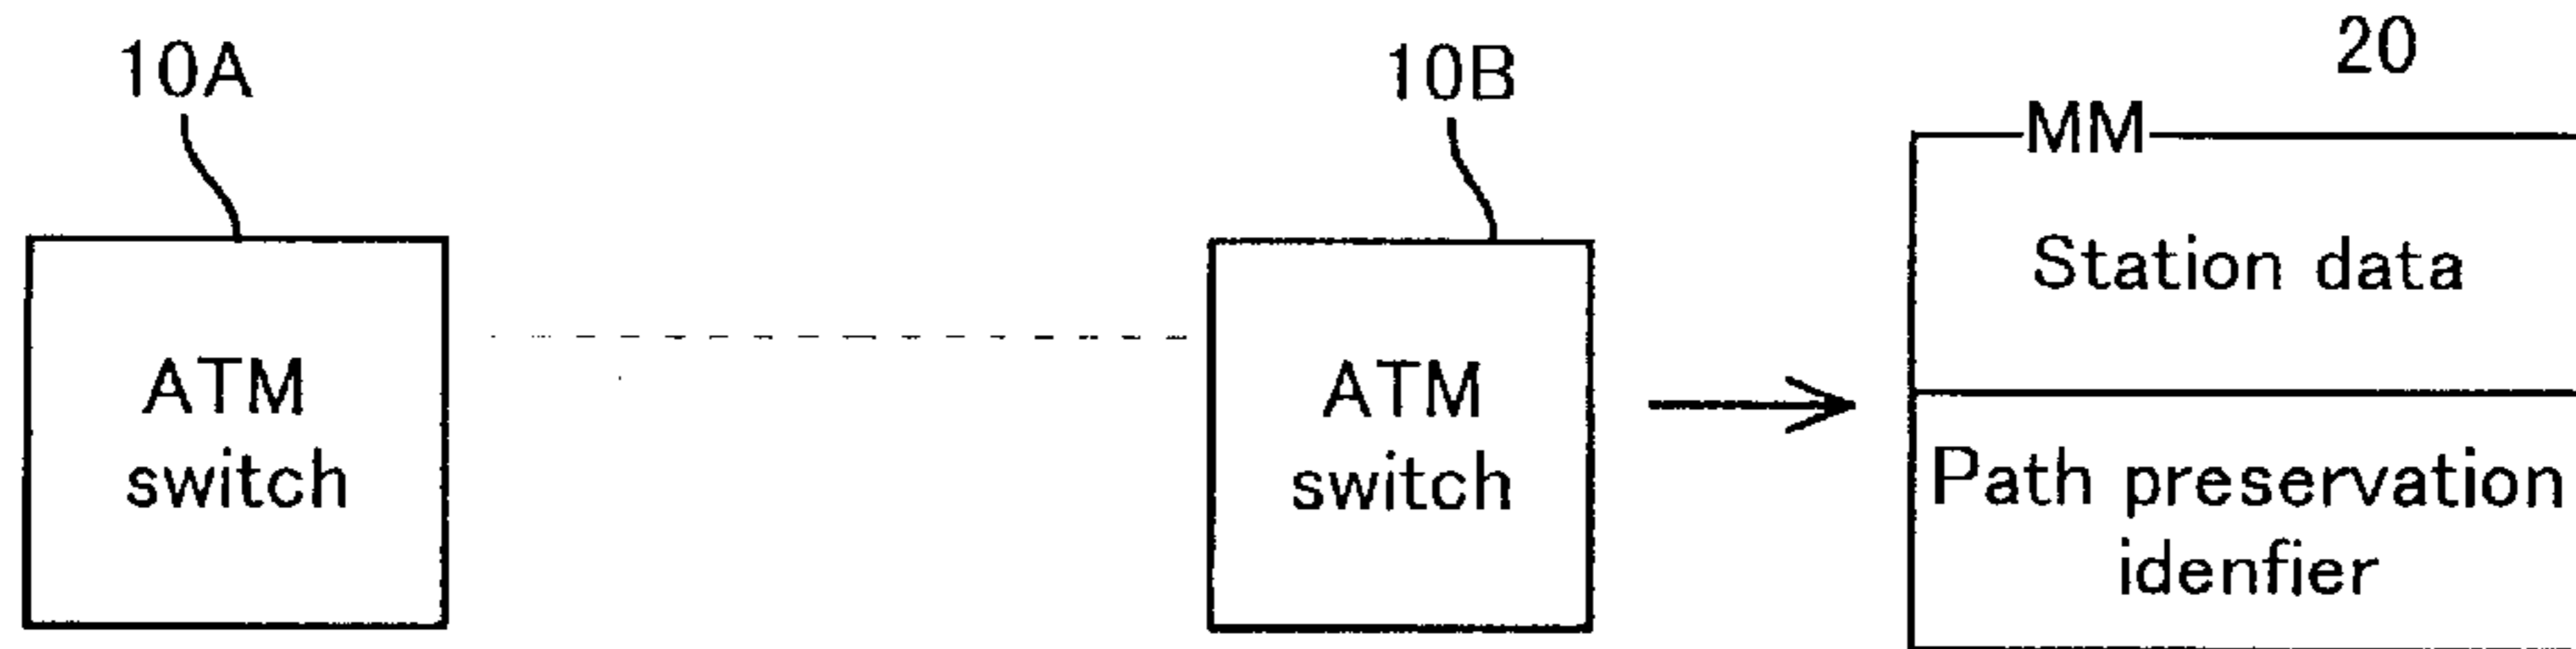 10A
10B
20
MM
Station data
ATM
switch
ATM
switch
Path preservation
idenfier